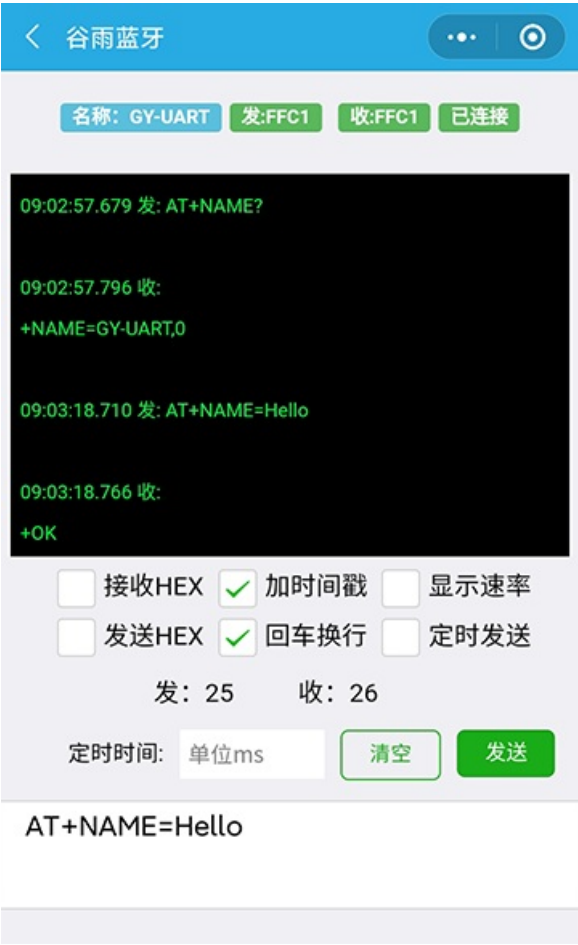 谷雨蓝牙
名称：GY-UART 发:FFC1 收:FFC1 已连接
09:02:57.679 发: AT+NAME?
09:02:57.796 收:
+NAME=GY-UART,0
09:03:18.710 发: AT+NAME=Hello
09:03:18.766 收:
+OK
接收HEX 加时间戳 显示速率
发送HEX 回车换行 定时发送
发：25 收：26
定时时间: 单位ms 清空 发送
AT+NAME=Hello